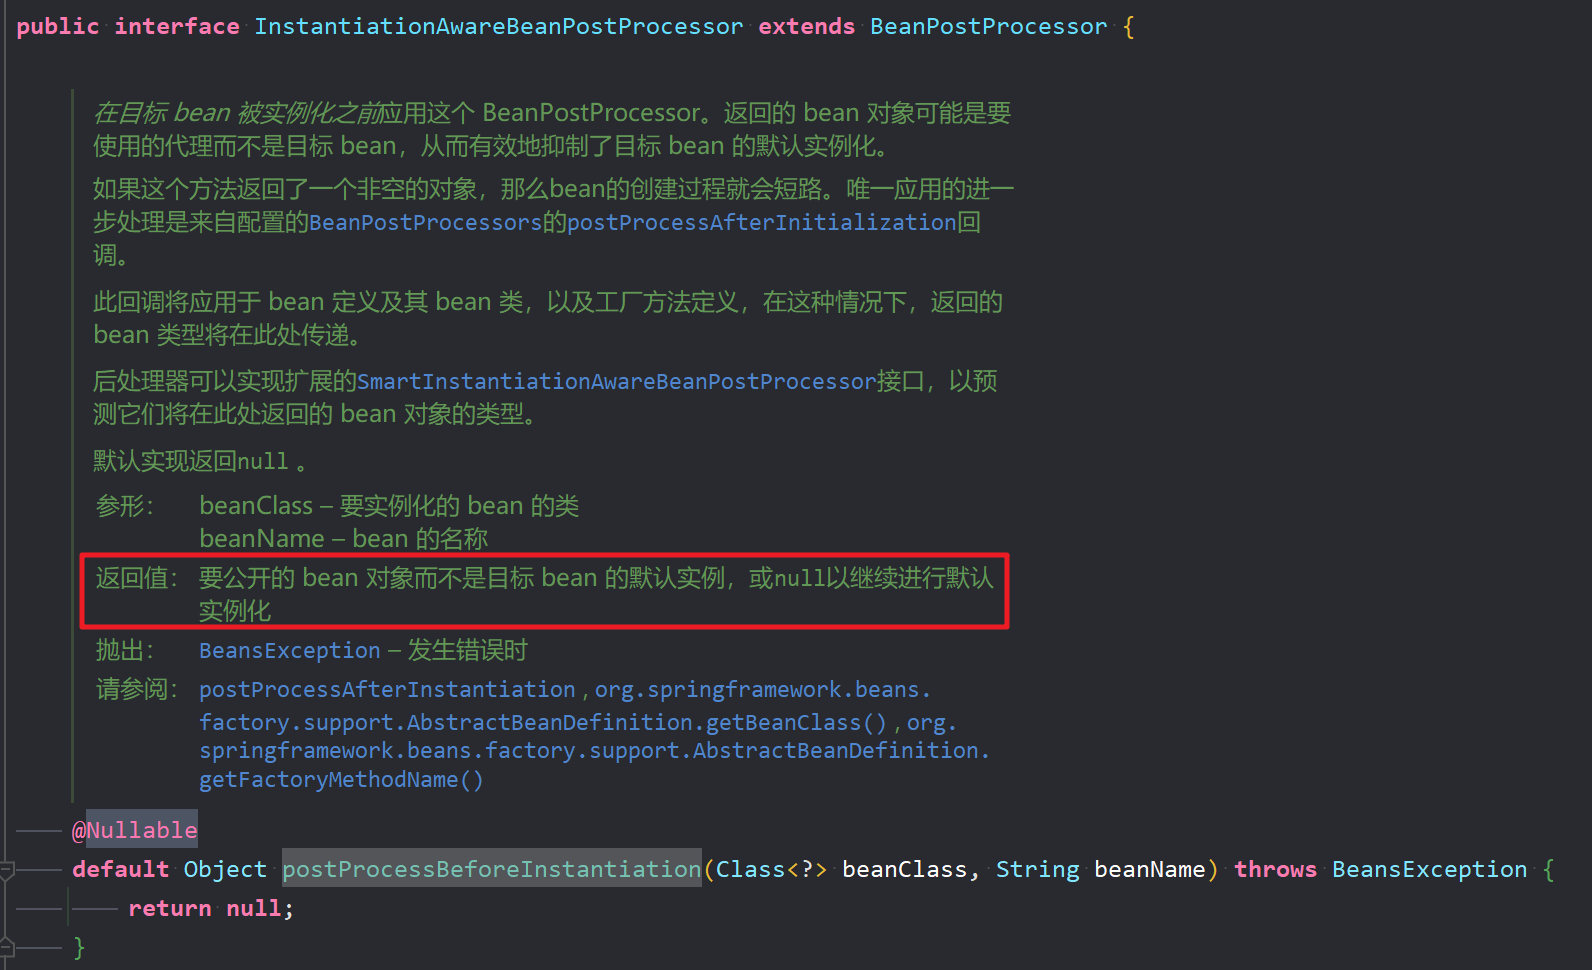 public interface InstantiationAwareBeanPostProcessor extends BeanPostProcessor {
在目标 bean 被实例化之前应用这个 BeanPostProcessor。返回的 bean 对象可能是要
使用的代理而不是目标 bean，从而有效地抑制了目标 bean 的默认实例化。
如果这个方法返回了一个非空的对象，那么bean的创建过程就会短路。唯一应用的进一
步处理是来自配置的BeanPostProcessors的postProcessAfterInitialization回
调。
此回调将应用于 bean 定义及其 bean 类，以及工厂方法定义，在这种情况下，返回的
bean 类型将在此处传递。
后处理器可以实现扩展的SmartInstantiationAwareBeanPostProcessor接口，以预
测它们将在此处返回的 bean 对象的类型。
默认实现返回null 。
参形： beanClass – 要实例化的 bean 的类
beanName – bean 的名称
返回值： 要公开的 bean 对象而不是目标 bean 的默认实例，或null以继续进行默认
实例化
抛出： BeansException – 发生错误时
请参阅： postProcessAfterInstantiation , org.springframework.beans.
factory.support.AbstractBeanDefinition.getBeanClass() , org.
springframework.beans.factory.support.AbstractBeanDefinition.
getFactoryMethodName()
@Nullable
default Object postProcessBeforeInstantiation(Class<?> beanClass, String beanName) throws BeansException {
return null;
}